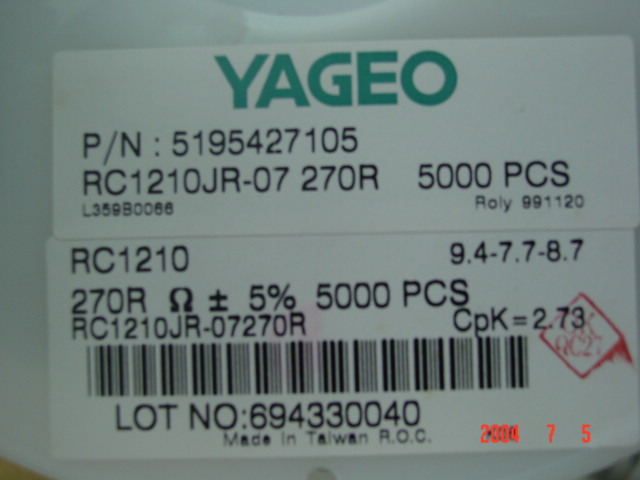 YAGEO
P/N : 5195427105
RC1210JR-07 270R 5000 PCS
L359B0066 Roly 991120
RC1210 9.4-7.7-8.7
270R Ω ± 5% 5000 PCS
RC1210JR-07270R CpK=2.73
QC27
LOT NO:694330040
Made in Taiwan R.O.C.
2004 7 5